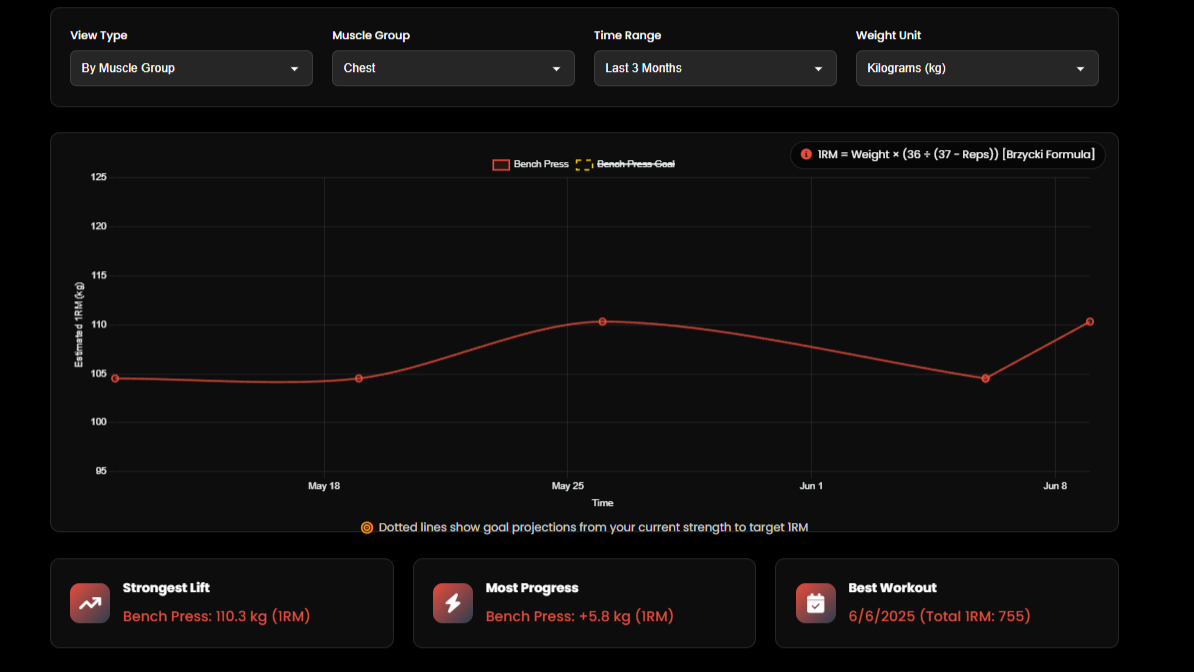 View Type
Muscle Group
Time Range
Weight Unit
By Muscle Group
Chest
Last 3 Months
Kilograms (kg)
1RM = Weight × (36 ÷ (37 - Reps)) [Brzycki Formula]
Bench Press
Bench Press Goal
125
120
115
110
105
100
95
Estimated 1RM (kg)
May 18
May 25
Jun 1
Jun 8
Time
Dotted lines show goal projections from your current strength to target 1RM
Strongest Lift
Bench Press: 110.3 kg (1RM)
Most Progress
Bench Press: +5.8 kg (1RM)
Best Workout
6/6/2025 (Total 1RM: 755)